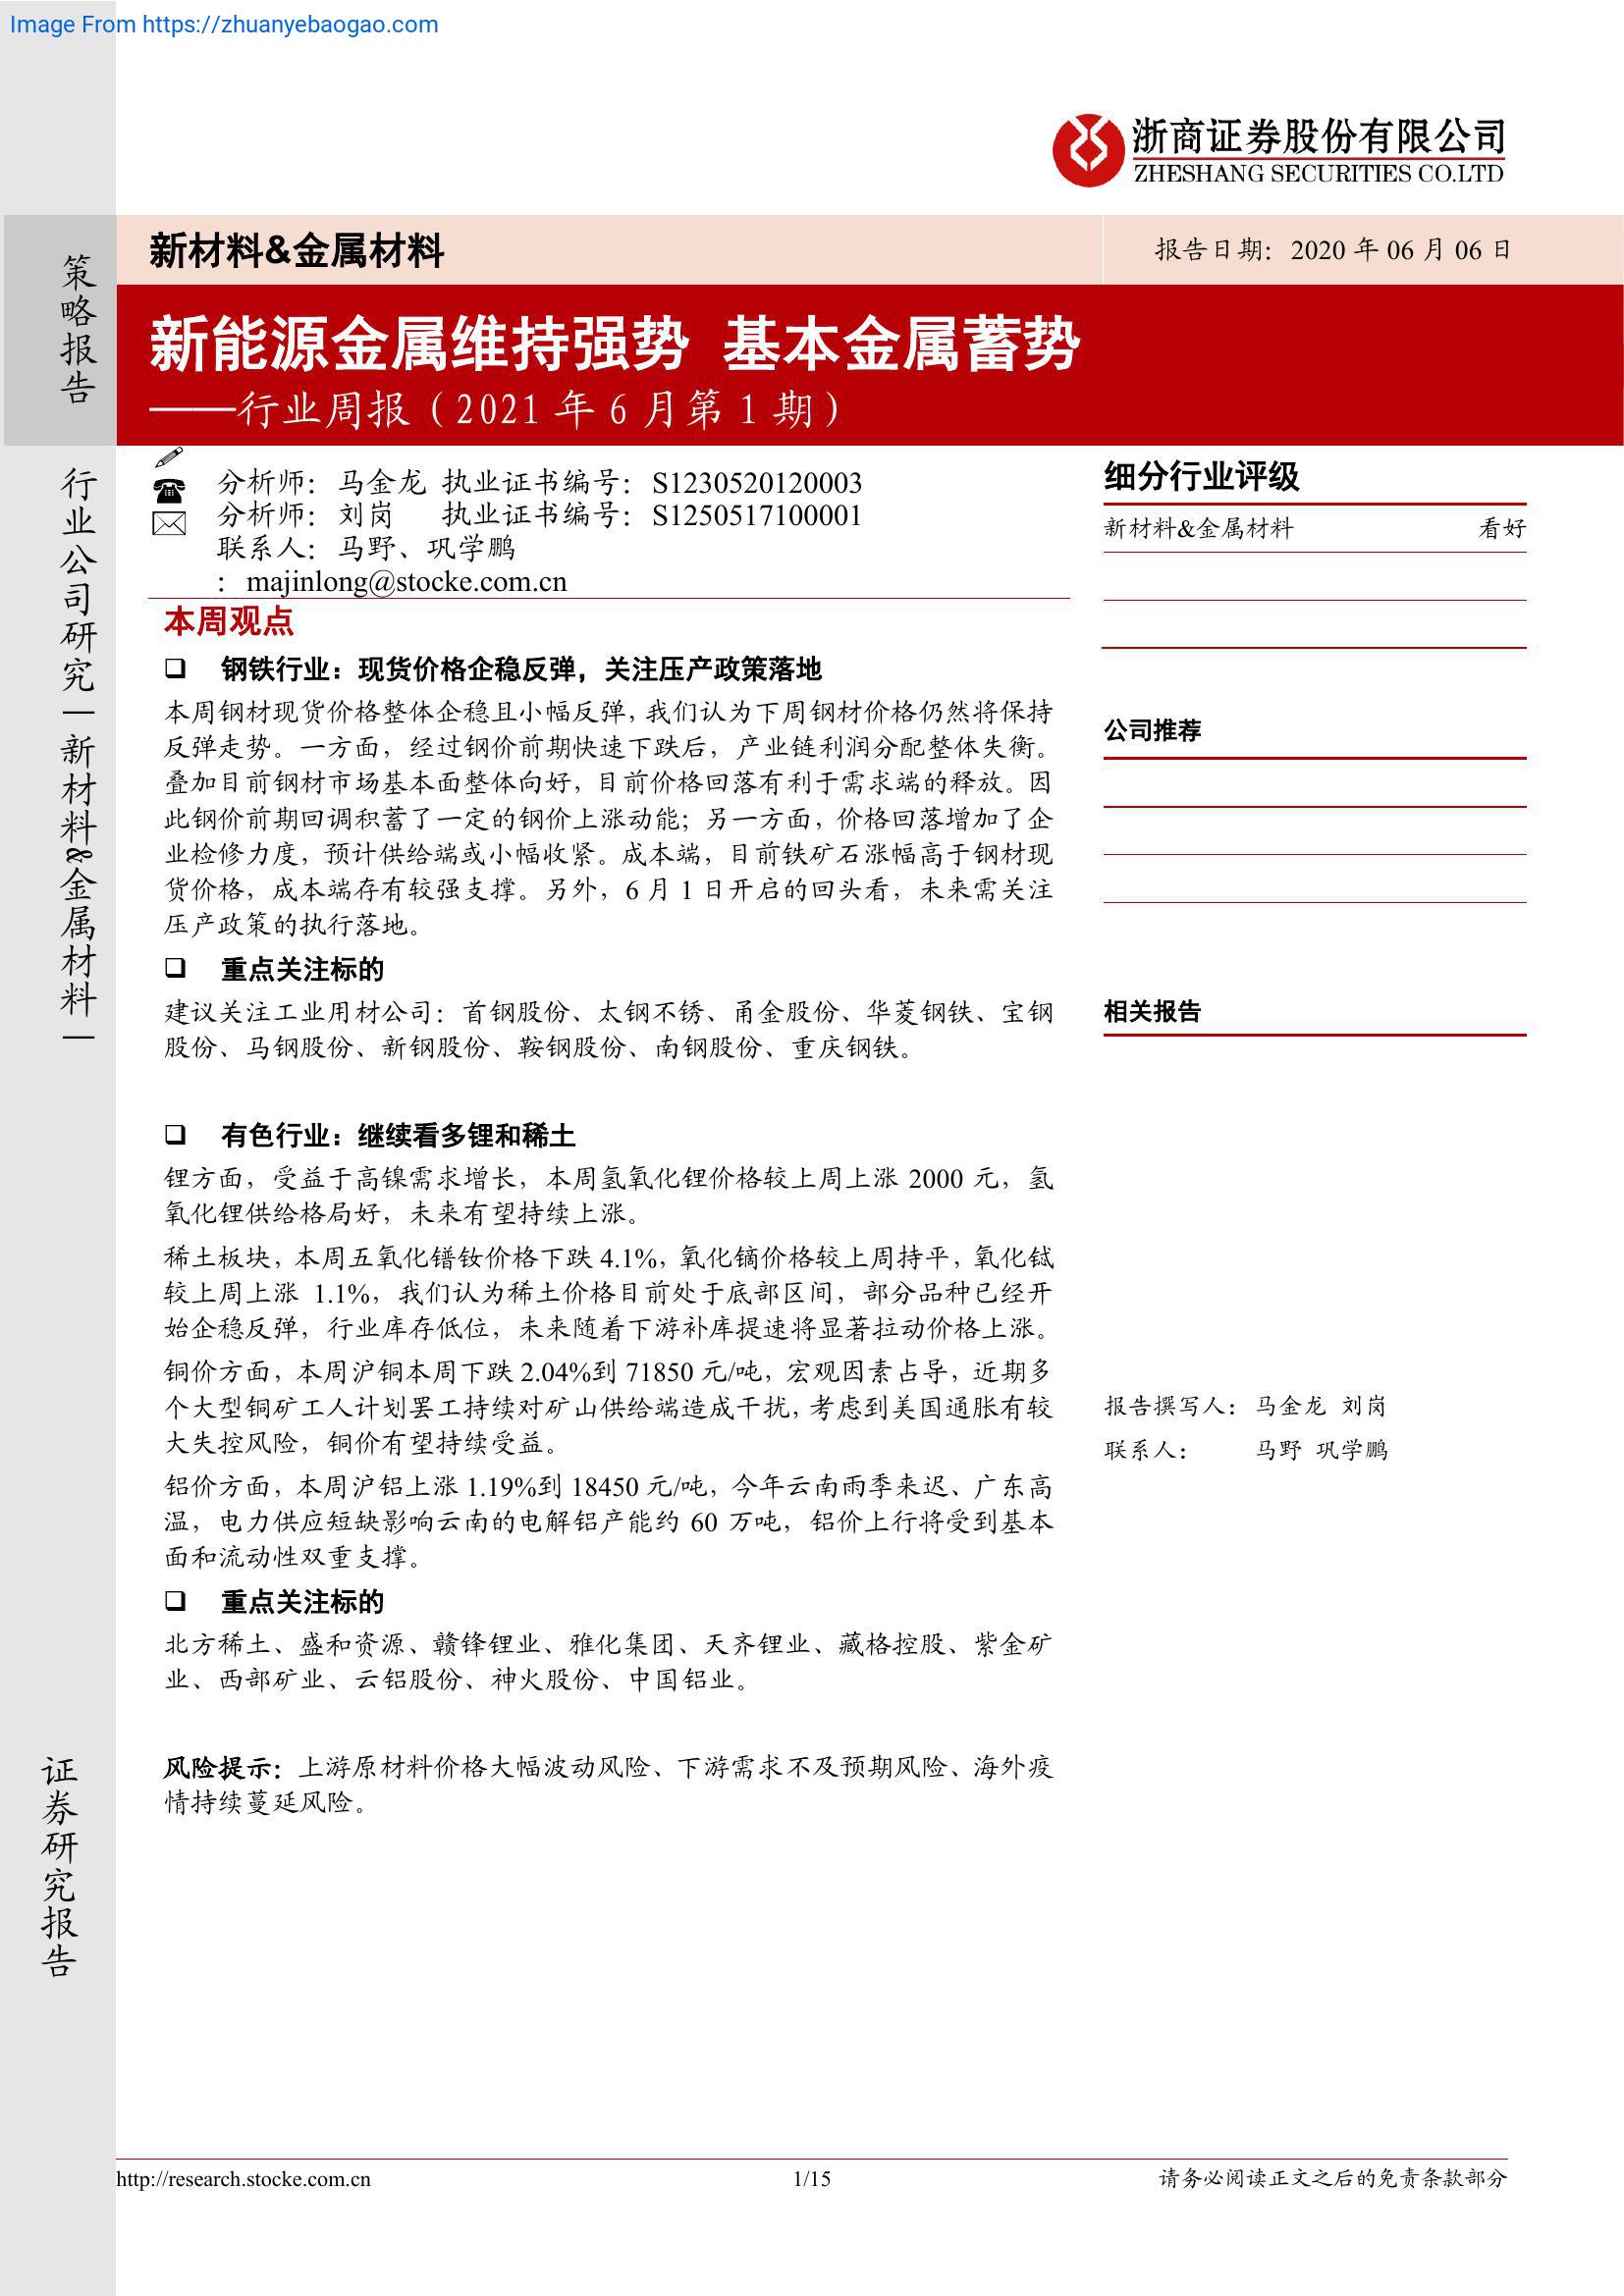 Image From https://zhuanyebaogao.com
浙商证券股份有限公司
ZHESHANG SECURITIES CO.LTD
策略报告
行业公司研究—新材料&金属材料—
证券研究报告
新材料&金属材料
报告日期：2020 年 06 月 06 日
新能源金属维持强势 基本金属蓄势
——行业周报（2021 年 6 月第 1 期）
分析师：马金龙 执业证书编号：S1230520120003
分析师：刘岗 执业证书编号：S1250517100001
联系人：马野、巩学鹏
：majinlong@stocke.com.cn
本周观点
钢铁行业：现货价格企稳反弹，关注压产政策落地
本周钢材现货价格整体企稳且小幅反弹，我们认为下周钢材价格仍然将保持
反弹走势。一方面，经过钢价前期快速下跌后，产业链利润分配整体失衡。
叠加目前钢材市场基本面整体向好，目前价格回落有利于需求端的释放。因
此钢价前期回调积蓄了一定的钢价上涨动能；另一方面，价格回落增加了企
业检修力度，预计供给端或小幅收紧。成本端，目前铁矿石涨幅高于钢材现
货价格，成本端存有较强支撑。另外，6 月 1 日开启的回头看，未来需关注
压产政策的执行落地。
重点关注标的
建议关注工业用材公司：首钢股份、太钢不锈、甬金股份、华菱钢铁、宝钢
股份、马钢股份、新钢股份、鞍钢股份、南钢股份、重庆钢铁。
有色行业：继续看多锂和稀土
锂方面，受益于高镍需求增长，本周氢氧化锂价格较上周上涨 2000 元，氢
氧化锂供给格局好，未来有望持续上涨。
稀土板块，本周五氧化镨钕价格下跌 4.1%，氧化镝价格较上周持平，氧化铽
较上周上涨 1.1%，我们认为稀土价格目前处于底部区间，部分品种已经开
始企稳反弹，行业库存低位，未来随着下游补库提速将显著拉动价格上涨。
铜价方面，本周沪铜本周下跌 2.04%到 71850 元/吨，宏观因素占导，近期多
个大型铜矿工人计划罢工持续对矿山供给端造成干扰，考虑到美国通胀有较
大失控风险，铜价有望持续受益。
铝价方面，本周沪铝上涨 1.19%到 18450 元/吨，今年云南雨季来迟、广东高
温，电力供应短缺影响云南的电解铝产能约 60 万吨，铝价上行将受到基本
面和流动性双重支撑。
重点关注标的
北方稀土、盛和资源、赣锋锂业、雅化集团、天齐锂业、藏格控股、紫金矿
业、西部矿业、云铝股份、神火股份、中国铝业。
风险提示：上游原材料价格大幅波动风险、下游需求不及预期风险、海外疫
情持续蔓延风险。
细分行业评级
新材料&金属材料 看好
公司推荐
相关报告
报告撰写人：马金龙 刘岗
联系人： 马野 巩学鹏
http://research.stocke.com.cn 1/15 请务必阅读正文之后的免责条款部分